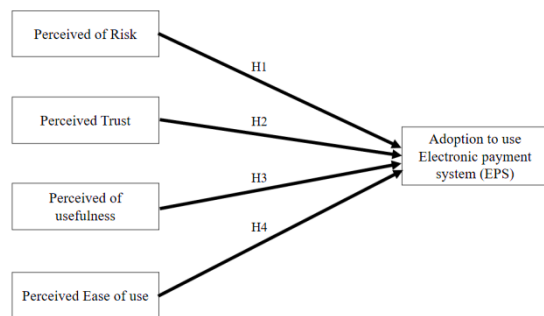 Perceived of Risk
H1
Perceived Trust
H2
Adoption to use
Electronic payment
system (EPS)
H3
Perceived of
usefulness
H4
Perceived Ease of use